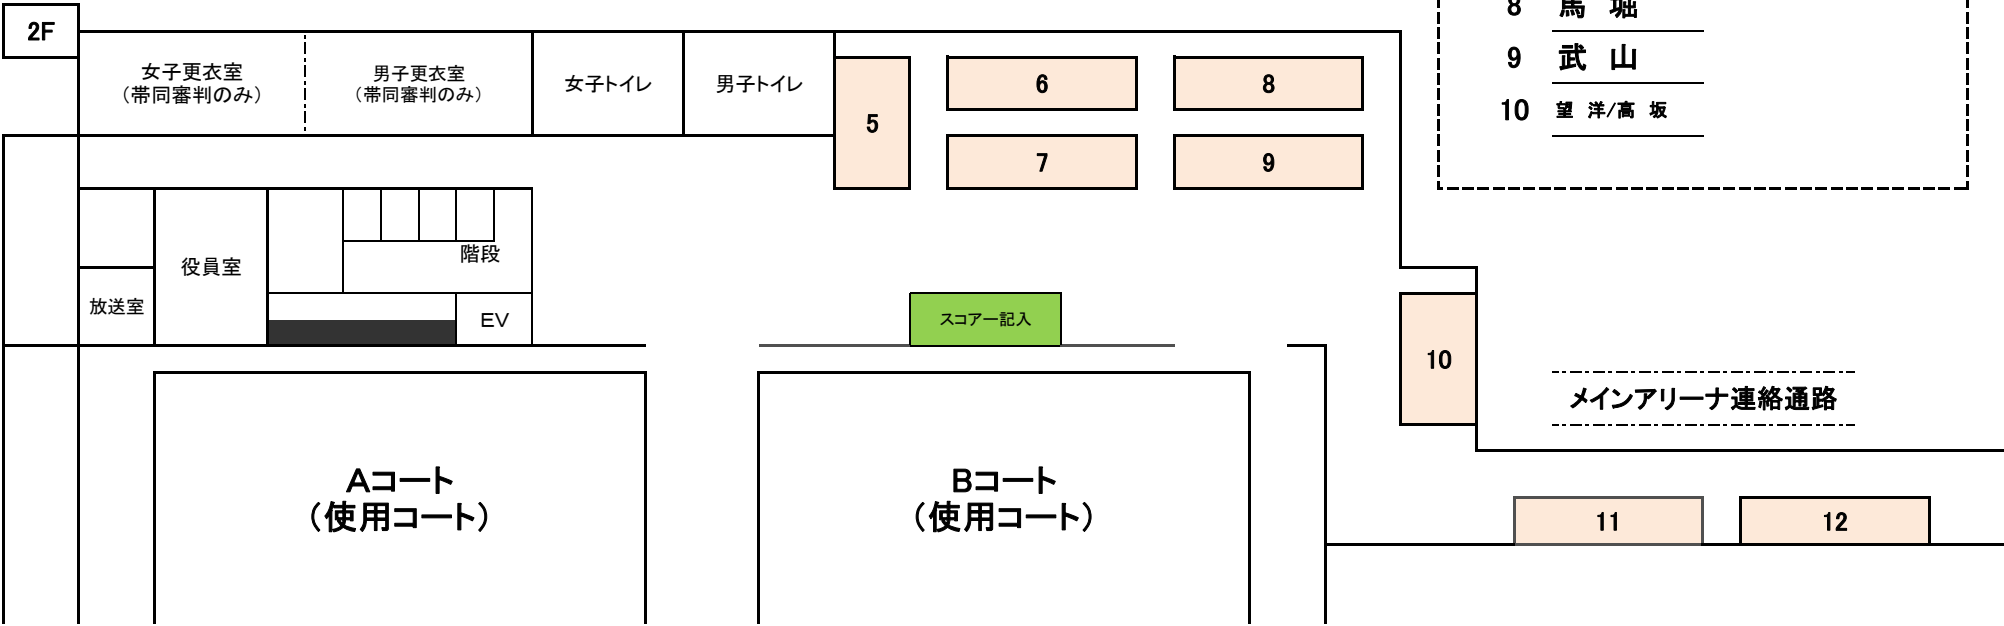 2F
女子更衣室
（帯同審判のみ）
男子更衣室
（帯同審判のみ）
女子トイレ
男子トイレ
5
6
8
7
9
8 馬 堀
9 武 山
10 望 洋/高 坂
役員室
階段
放送室
EV
スコアー記入
10
メインアリーナ連絡通路
Aコート
（使用コート）
Bコート
（使用コート）
11
12